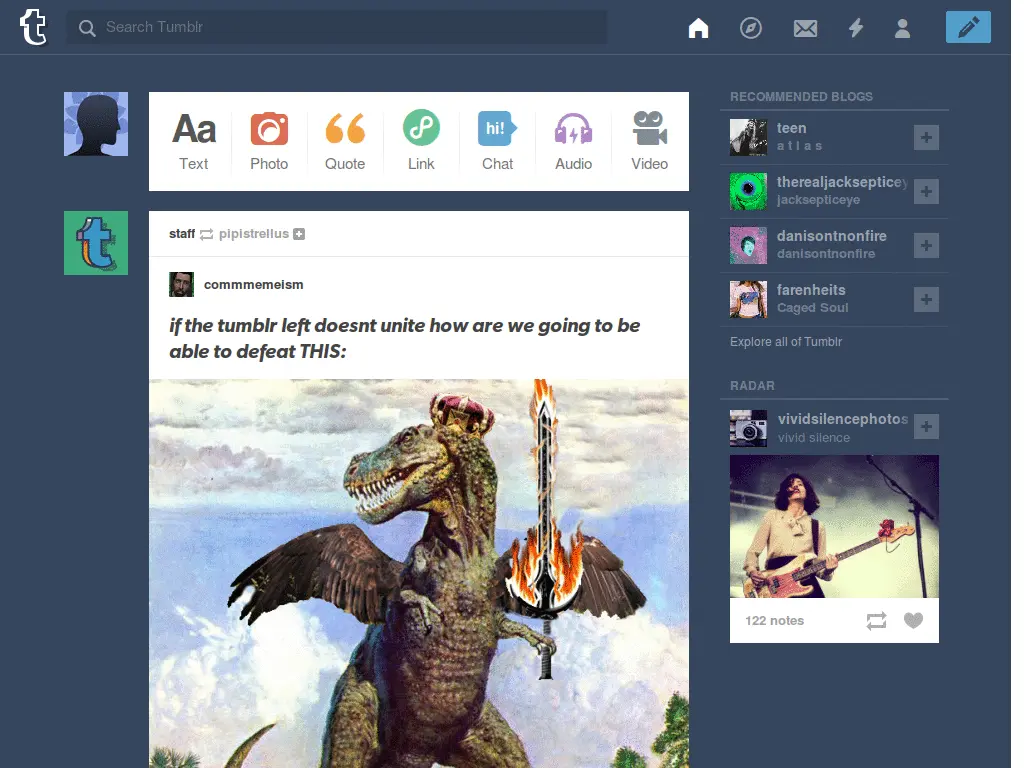 Search Tumblr
Aa
Text
Photo
Quote
Link
hi!
Chat
Audio
Video
staff pipistrellus
commmemeism
if the tumblr left doesnt unite how are we going to be
able to defeat THIS:
RECOMMENDED BLOGS
teen
a t l a s
therealjacksepticey
jacksepticeye
danisontnonfire
danisontnonfire
farenheits
Caged Soul
Explore all of Tumblr
RADAR
vividsilencephotos
vivid silence
122 notes